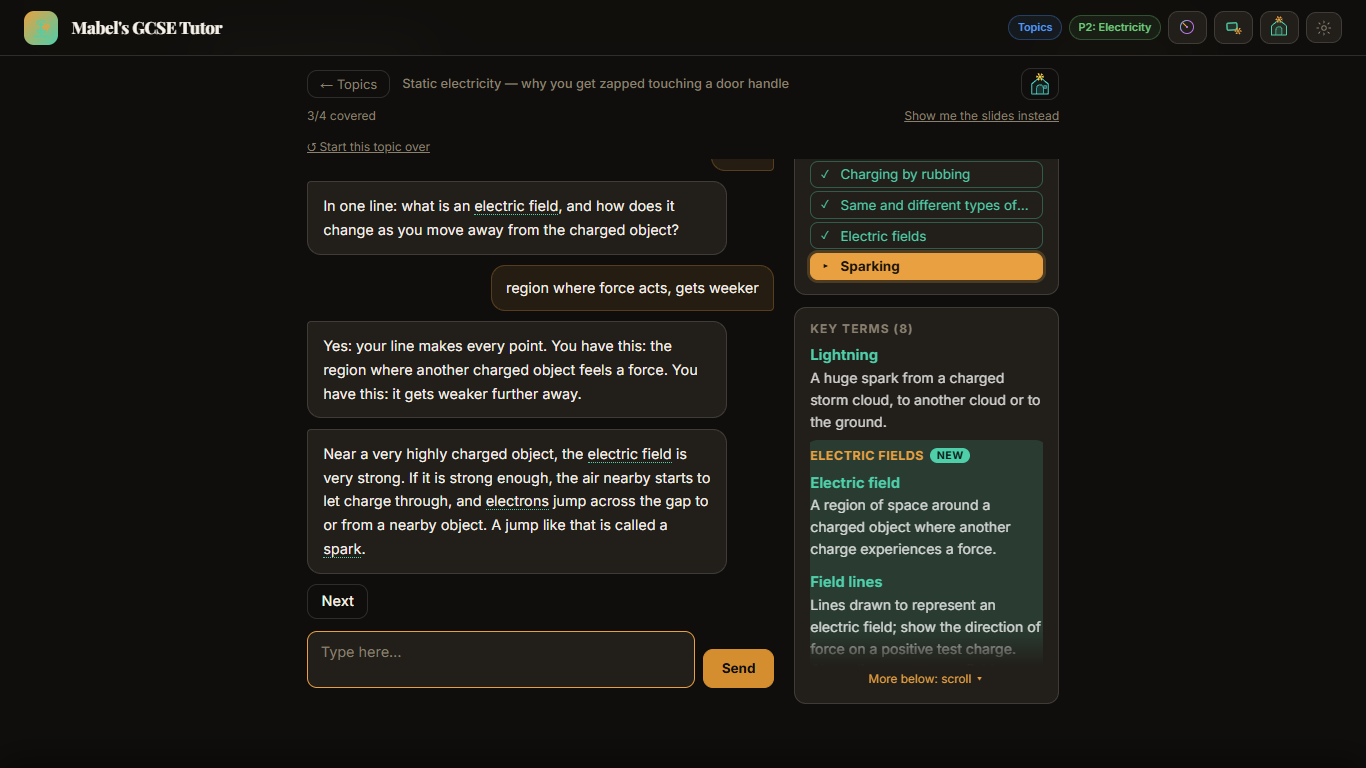 Mabel's GCSE Tutor
Topics
P2: Electricity
← Topics
Static electricity — why you get zapped touching a door handle
3/4 covered
Show me the slides instead
↺ Start this topic over
In one line: what is an electric field, and how does it
change as you move away from the charged object?
region where force acts, gets weeker
Yes: your line makes every point. You have this: the
region where another charged object feels a force. You
have this: it gets weaker further away.
Near a very highly charged object, the electric field is
very strong. If it is strong enough, the air nearby starts to
let charge through, and electrons jump across the gap to
or from a nearby object. A jump like that is called a
spark.
Next
Type here...
Send
✓ Charging by rubbing
✓ Same and different types of...
✓ Electric fields
▸ Sparking
KEY TERMS (8)
Lightning
A huge spark from a charged
storm cloud, to another cloud or to
the ground.
ELECTRIC FIELDS NEW
Electric field
A region of space around a
charged object where another
charge experiences a force.
Field lines
Lines drawn to represent an
electric field; show the direction of
force on a positive test charge.
More below: scroll ▾